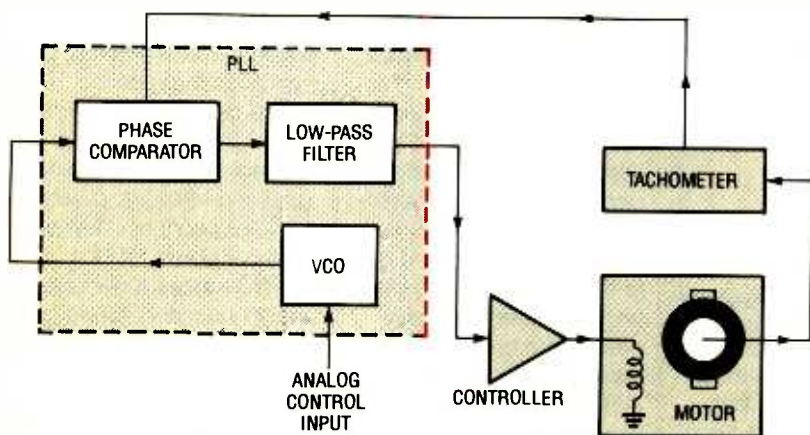 PLL
PHASE
COMPARATOR
LOW-PASS
FILTER
TACHOMETER
VCO
ANALOG
CONTROL
INPUT
CONTROLLER
MOTOR